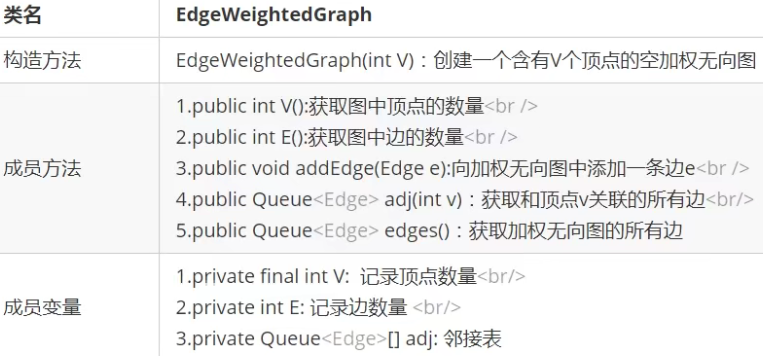 类名 EdgeWeightedGraph
构造方法 EdgeWeightedGraph(int V)：创建一个含有V个顶点的空加权无向图
成员方法
1.public int V():获取图中顶点的数量<br />
2.public int E():获取图中边的数量<br />
3.public void addEdge(Edge e):向加权无向图中添加一条边e<br />
4.public Queue<Edge> adj(int v)：获取和顶点v关联的所有边<br/>
5.public Queue<Edge> edges()：获取加权无向图的所有边
成员变量
1.private final int V: 记录顶点数量<br/>
2.private int E: 记录边数量 <br/>
3.private Queue<Edge>[] adj: 邻接表